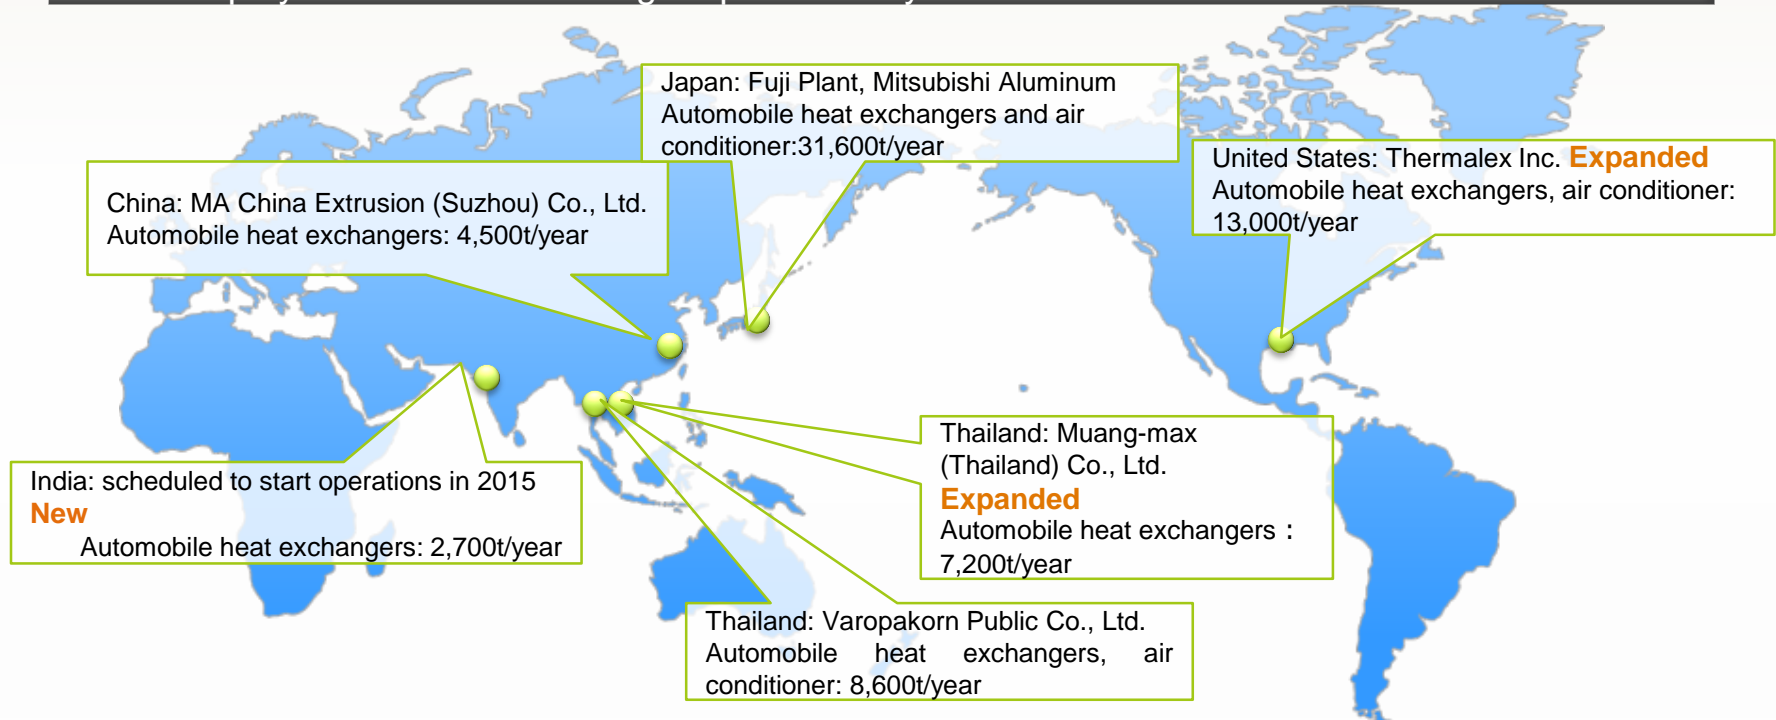 Japan: Fuji Plant, Mitsubishi Aluminum
Automobile heat exchangers and air
conditioner:31,600t/year
United States: Thermalex Inc. Expanded
Automobile heat exchangers, air conditioner:
13,000t/year
China: MA China Extrusion (Suzhou) Co., Ltd.
Automobile heat exchangers: 4,500t/year
India: scheduled to start operations in 2015
New
Automobile heat exchangers: 2,700t/year
Thailand: Muang-max
(Thailand) Co., Ltd.
Expanded
Automobile heat exchangers：
7,200t/year
Thailand: Varopakorn Public Co., Ltd.
Automobile heat exchangers, air
conditioner: 8,600t/year